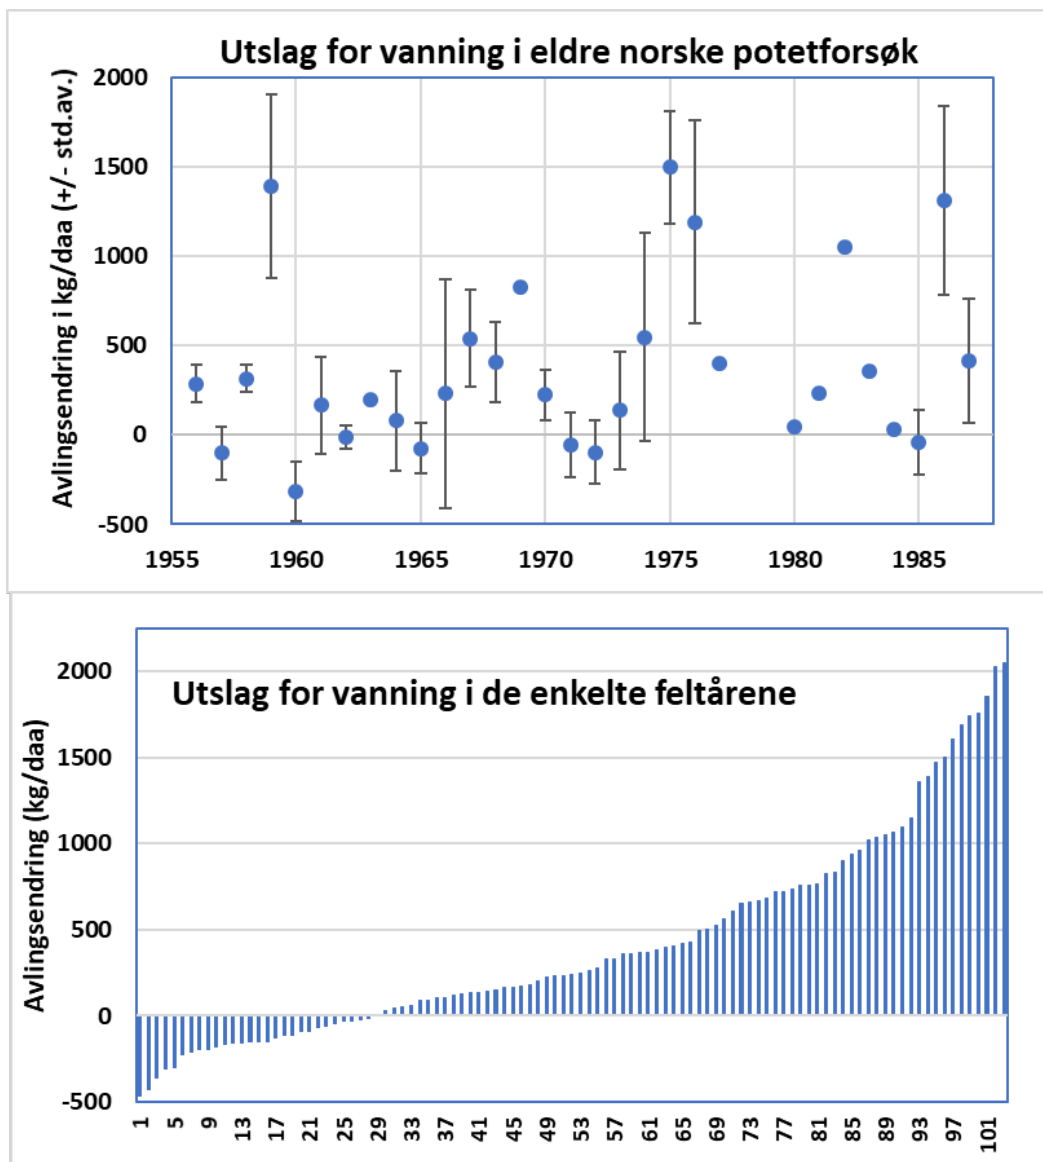 Utslag for vanning i eldre norske potetforsøk
Avlingsendring i kg/daa (+/- std.av.)
2000
1500
1000
500
0
-500
1955 1960 1965 1970 1975 1980 1985
Utslag for vanning i de enkelte feltårene
Avlingsendring (kg/daa)
2000
1500
1000
500
0
-500
1 5 9 13 17 21 25 29 33 37 41 45 49 53 57 61 65 69 73 77 81 85 89 93 97 101